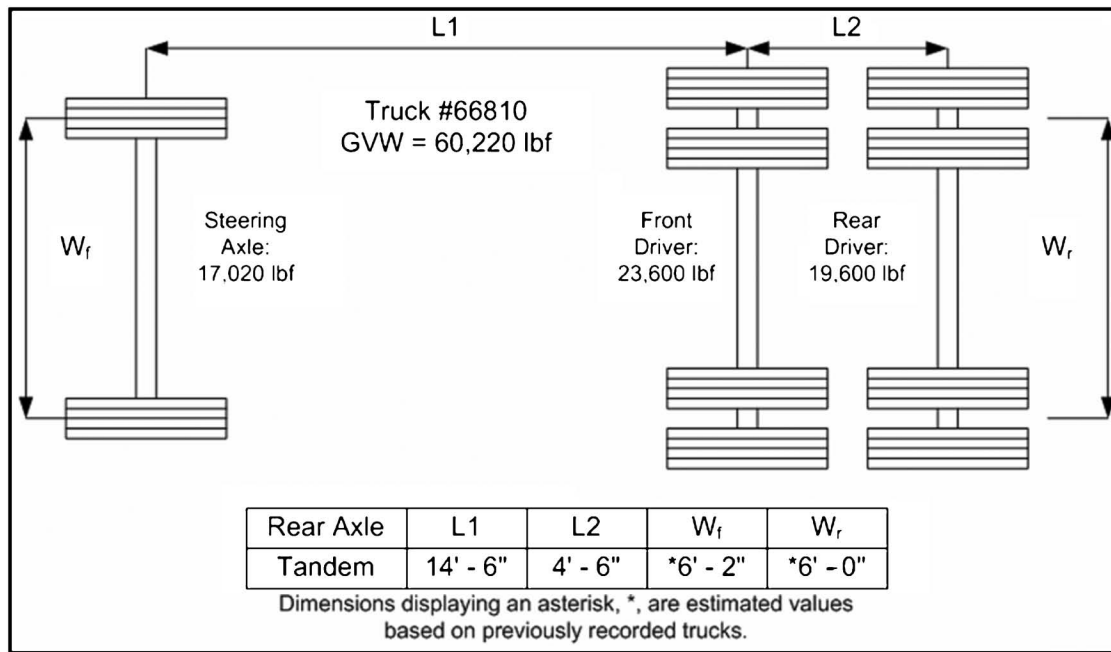 L1
L2
Truck #66810
GVW = 60,220 lbf
Steering
Axle:
17,020 lbf
Front
Driver:
23,600 lbf
Rear
Driver:
19,600 lbf
Wf
Wr
Rear Axle L1 L2 Wf Wr
Tandem 14' - 6" 4' - 6" *6' - 2" *6' - 0"
Dimensions displaying an asterisk, *, are estimated values
based on previously recorded trucks.